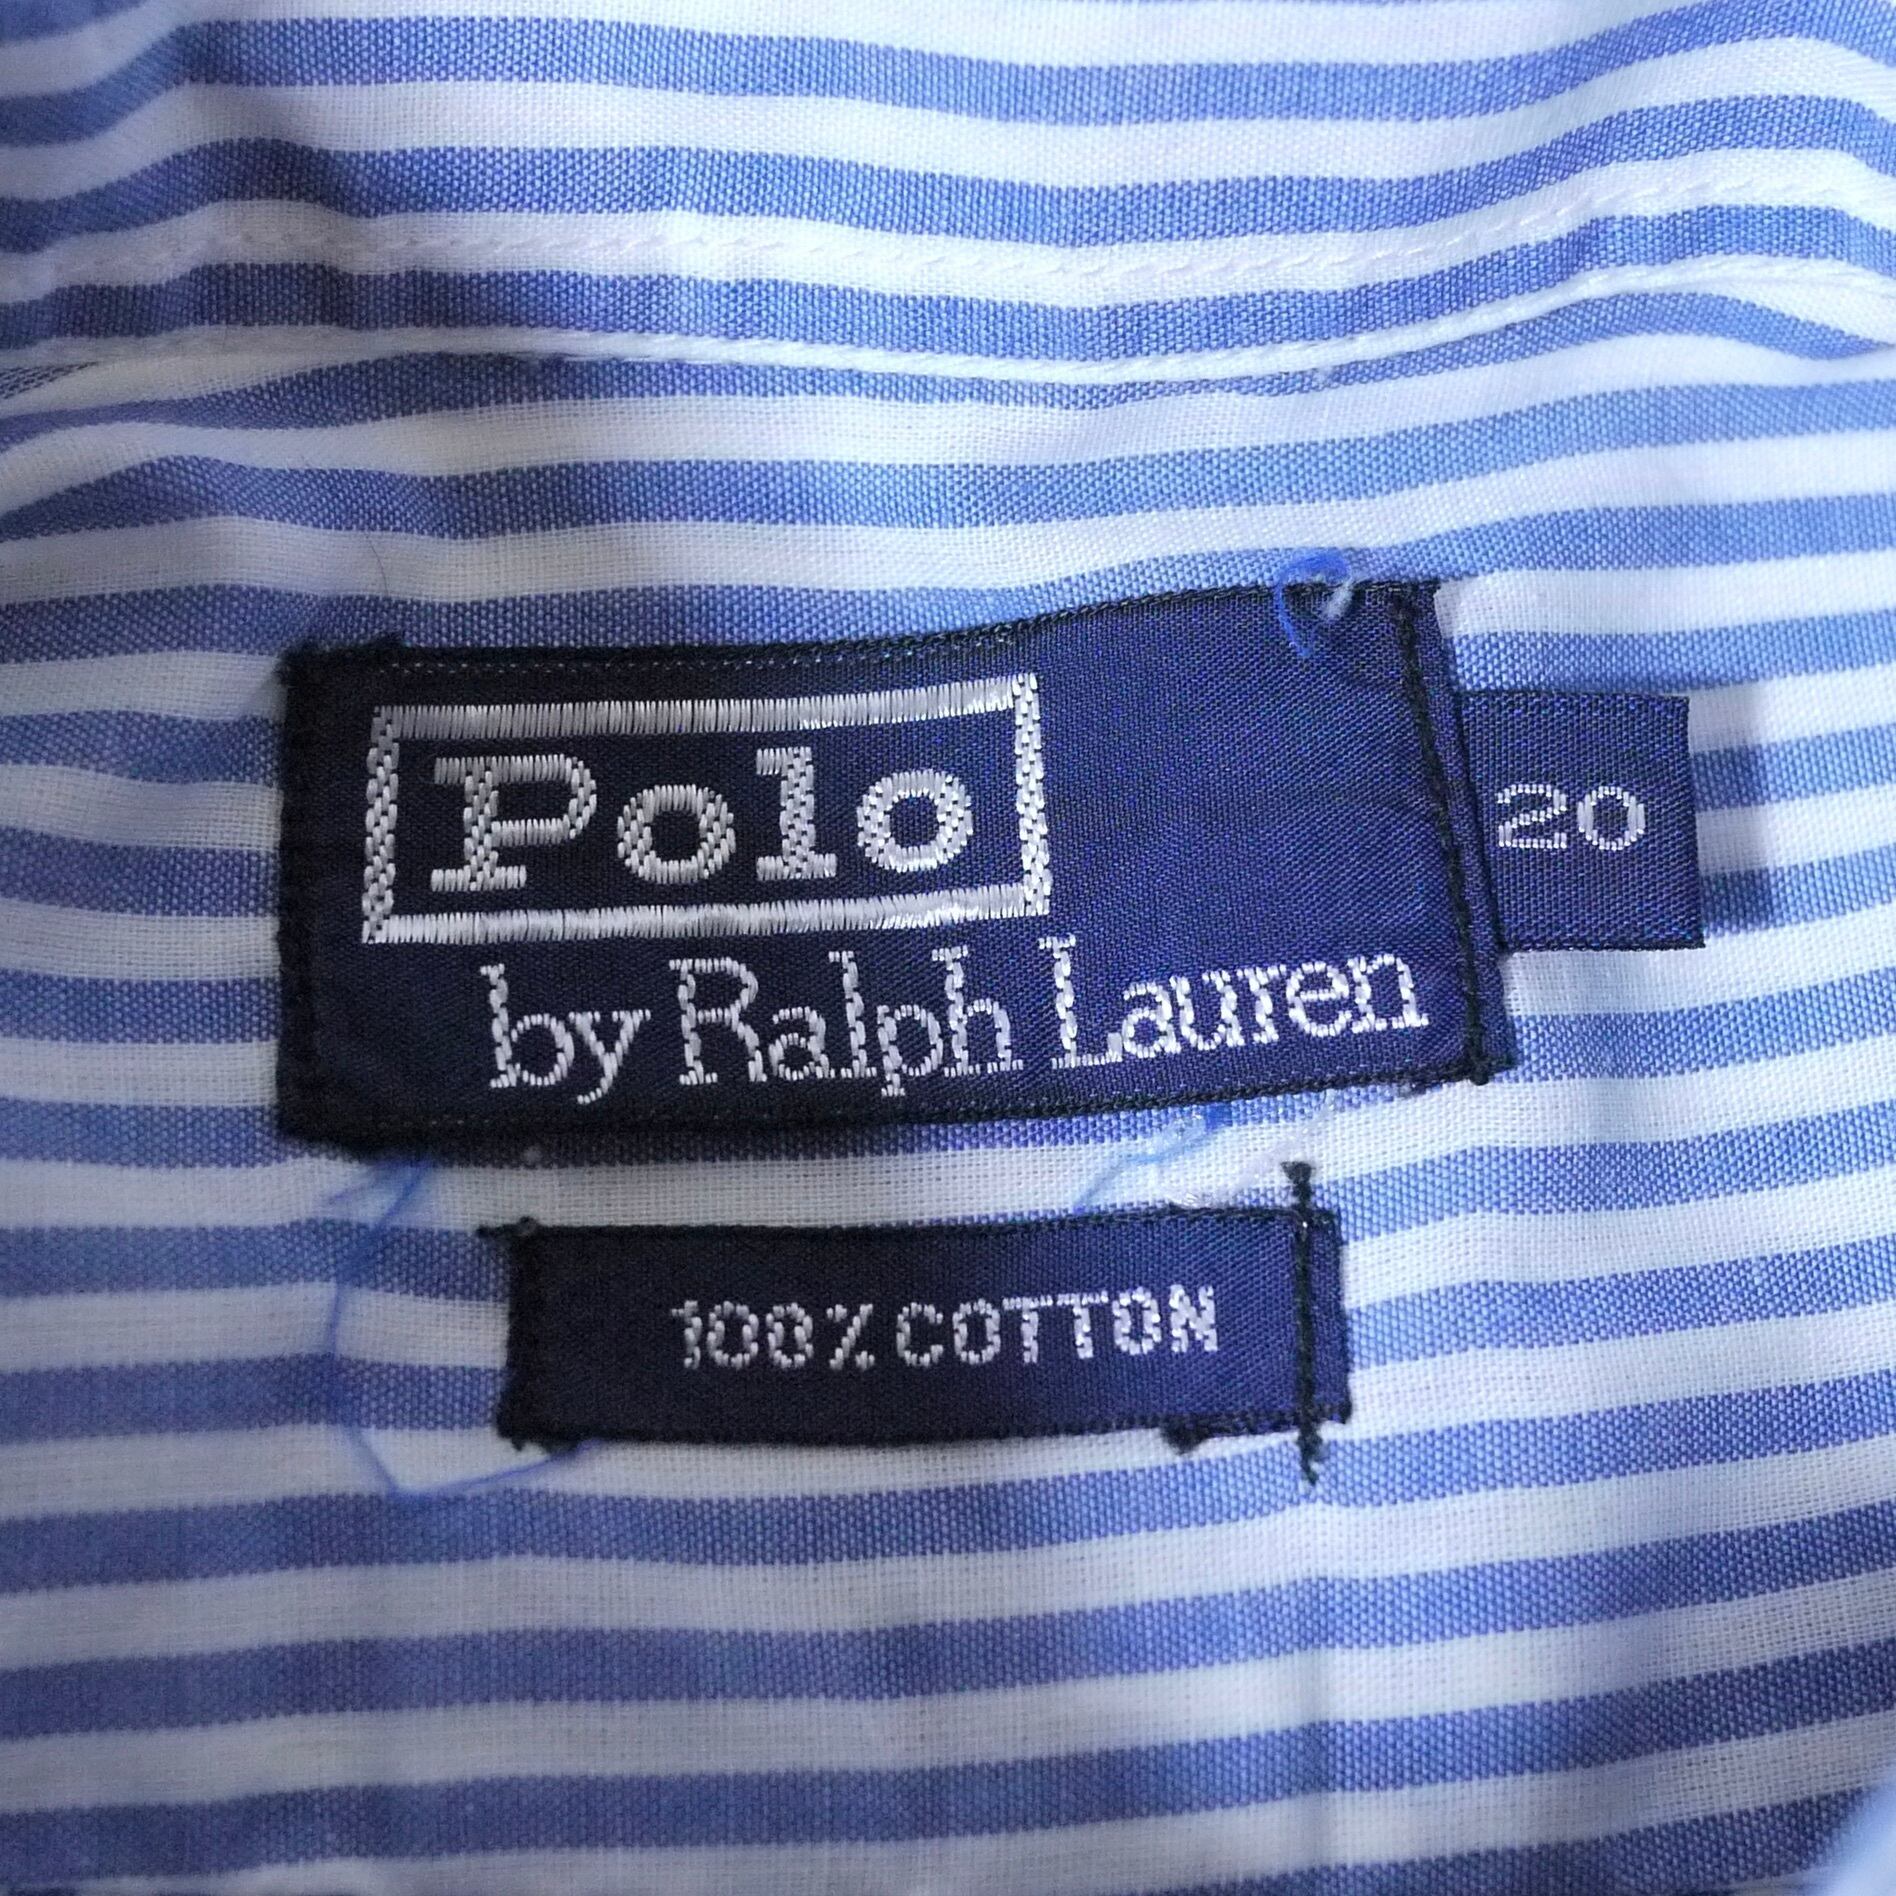 Polo
by Ralph Lauren
20
100% COTTON